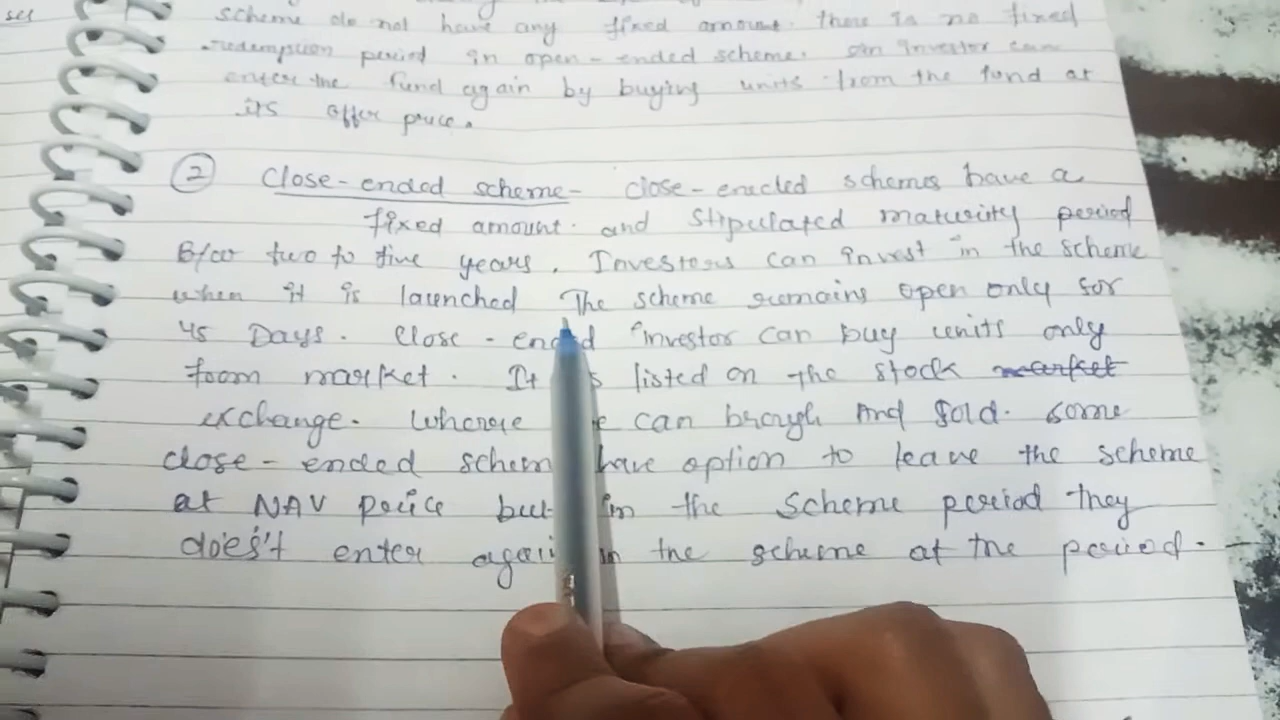 scheme do not have any fixed amount. there is no fixed
redemption period in open-ended scheme. an investor can
enter the fund again by buying units from the fund at
its offer price.
② Close-ended scheme- close-ended schemes have a
fixed amount. and stipulated maturity period
B/w two to five years. Investors can invest in the scheme
when it is launched The scheme remains open only for
45 Days. Close-ended investor can buy units only
from market. It listed on the stock market
exchange. Where can brough And sold. some
close-ended schem have option to leave the scheme
at NAV price but in the scheme period they
does't enter again in the scheme at the period.